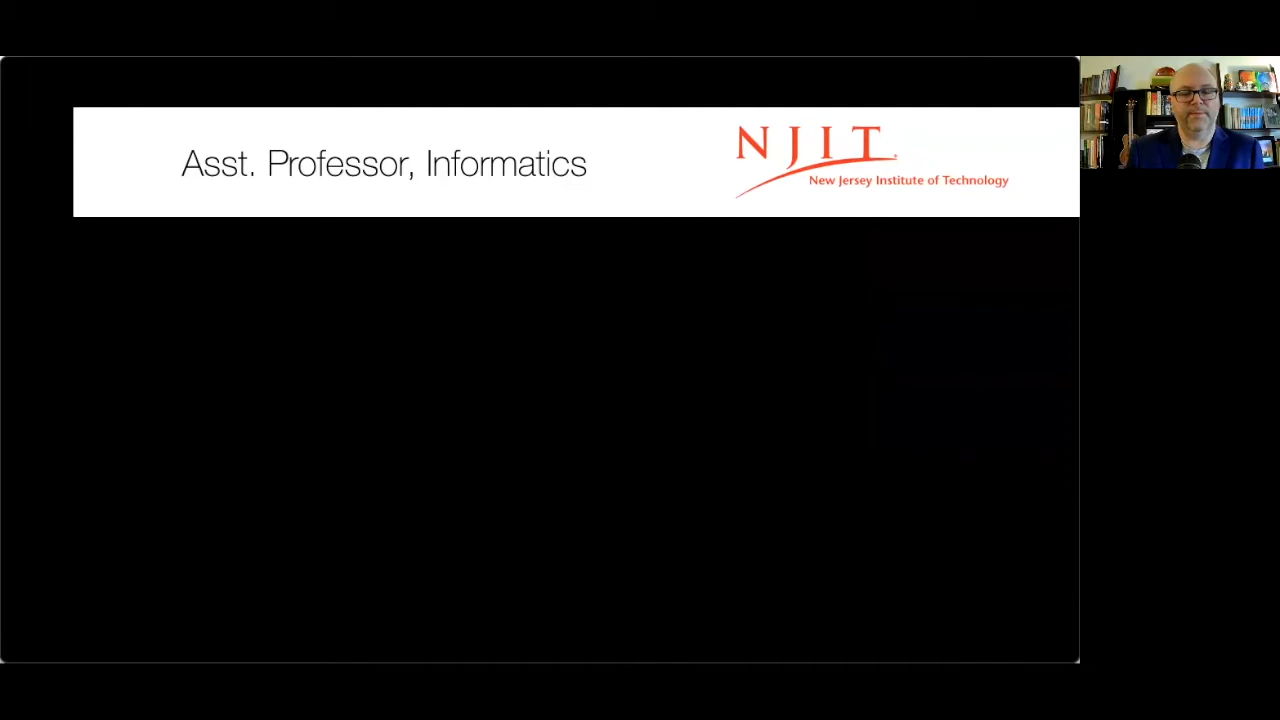 Asst. Professor, Informatics
NJIT
New Jersey Institute of Technology